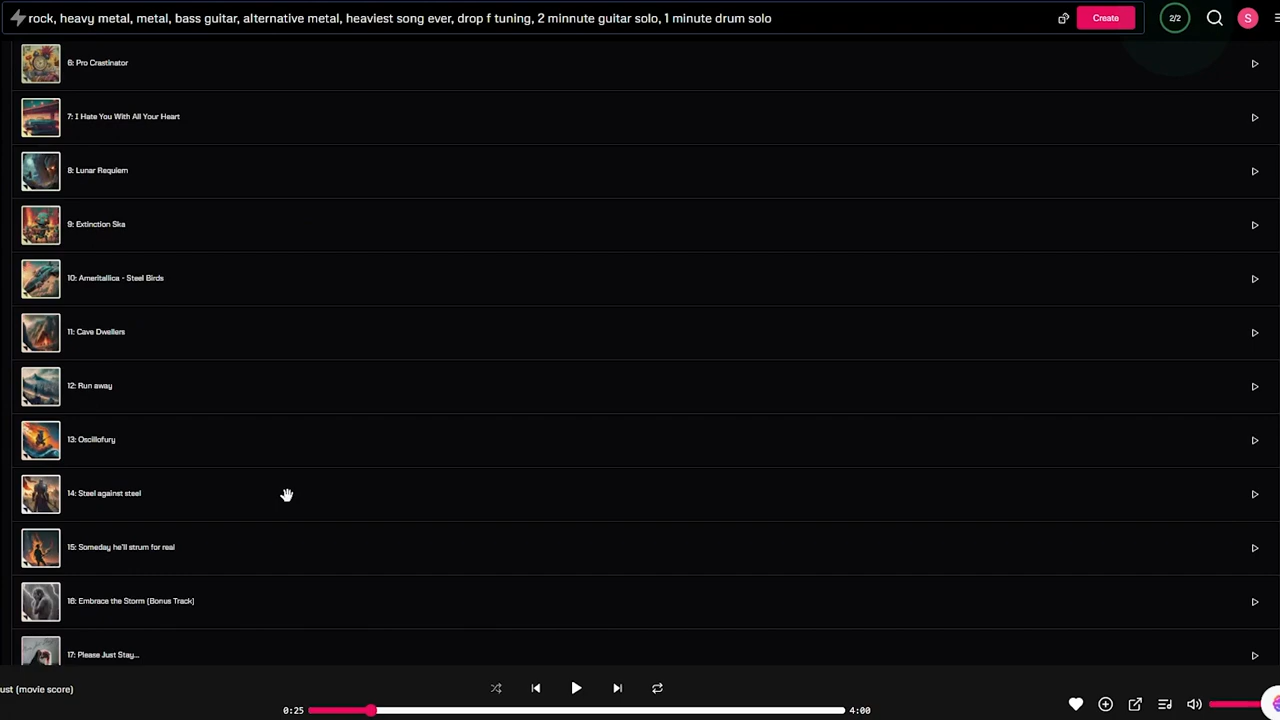 rock, heavy metal, metal, bass guitar, alternative metal, heaviest song ever, drop f tuning, 2 minnute guitar solo, 1 minute drum solo
Create
2/2
S
6: Pro Crastinator
7: I Hate You With All Your Heart
8: Lunar Requiem
9: Extinction Ska
10: Ameritallica - Steel Birds
11: Cave Dwellers
12: Run away
13: Oscillofury
14: Steel against steel
15: Someday he'll strum for real
16: Embrace the Storm (Bonus Track)
17: Please Just Stay...
ust (movie score)
0:25
4:00